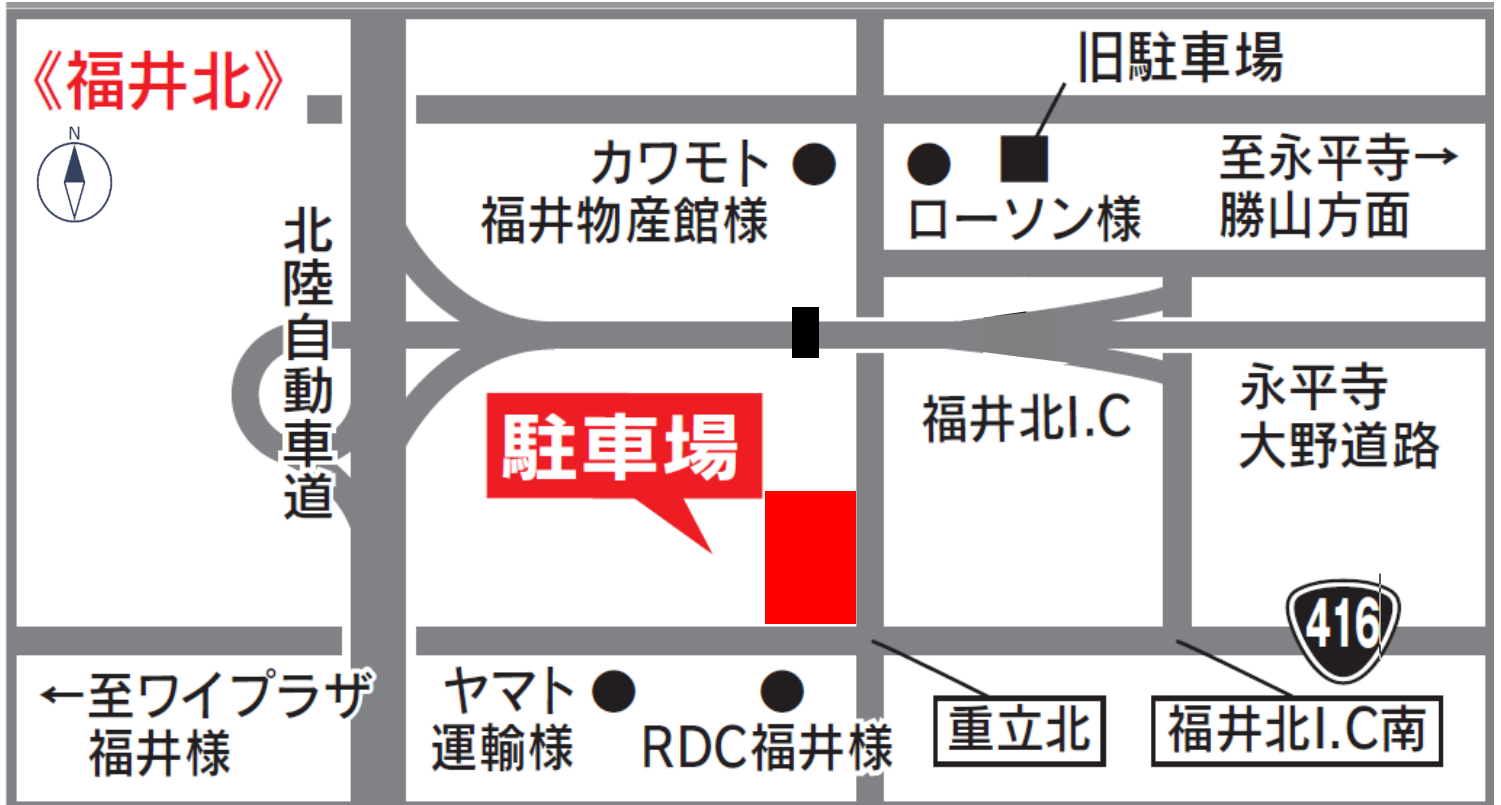 《福井北》
N
旧駐車場
カワモト
福井物産館様
ローソン様
至永平寺→
勝山方面
北陸自動車道
駐車場
福井北I.C
永平寺
大野道路
416
←至ワイプラザ
福井様
ヤマト
運輸様
RDC福井様
重立北
福井北I.C南